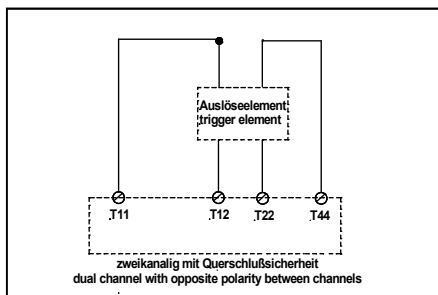 Auslöseelement
trigger element
T11 T12 T22 T44
zweikanalig mit Querschlußsicherheit
dual channel with opposite polarity between channels